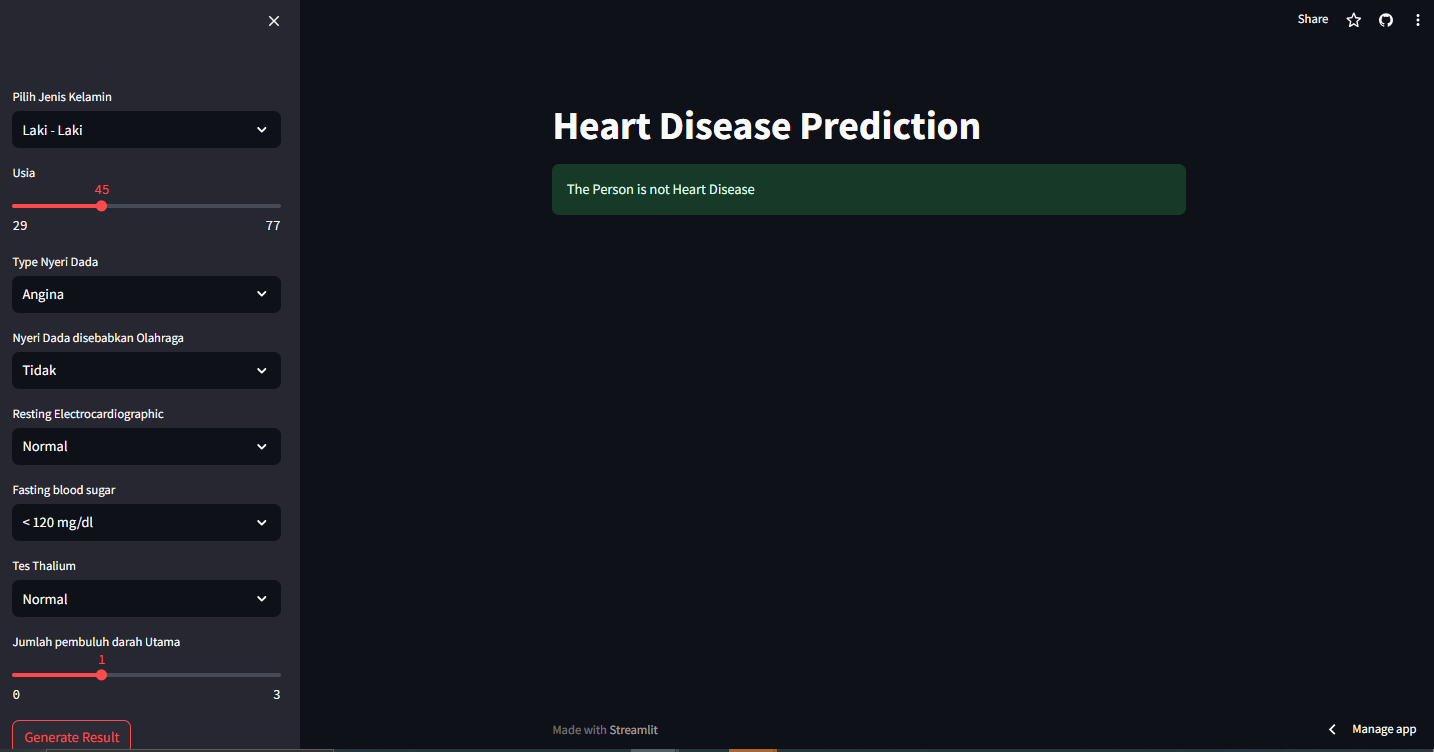 Share
Pilih Jenis Kelamin
Laki - Laki
Usia
45
29 77
Type Nyeri Dada
Angina
Nyeri Dada disebabkan Olahraga
Tidak
Resting Electrocardiographic
Normal
Fasting blood sugar
< 120 mg/dl
Tes Thalium
Normal
Jumlah pembuluh darah Utama
1
0 3
Generate Result
Heart Disease Prediction
The Person is not Heart Disease
Made with Streamlit
Manage app